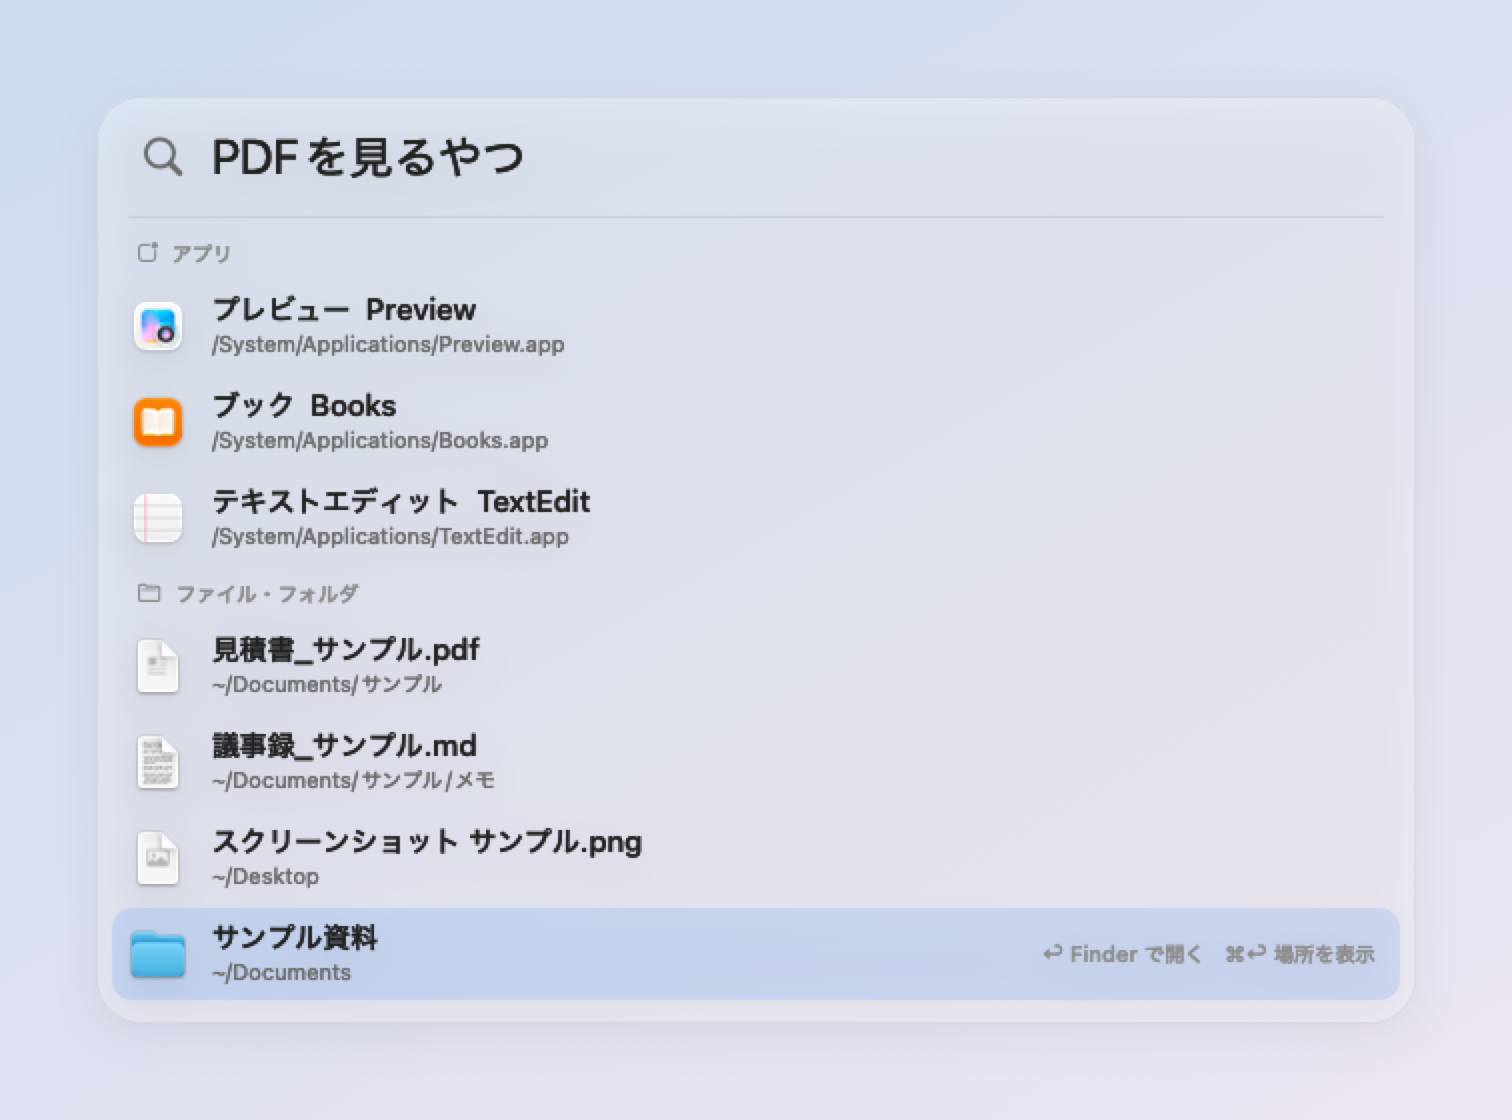 PDFを見るやつ
アプリ
プレビュー Preview
/System/Applications/Preview.app
ブック Books
/System/Applications/Books.app
テキストエディット TextEdit
/System/Applications/TextEdit.app
ファイル・フォルダ
見積書_サンプル.pdf
~/Documents/サンプル
議事録_サンプル.md
~/Documents/サンプル/メモ
スクリーンショット サンプル.png
~/Desktop
サンプル資料
~/Documents
↩ Finder で開く ⌘↩ 場所を表示